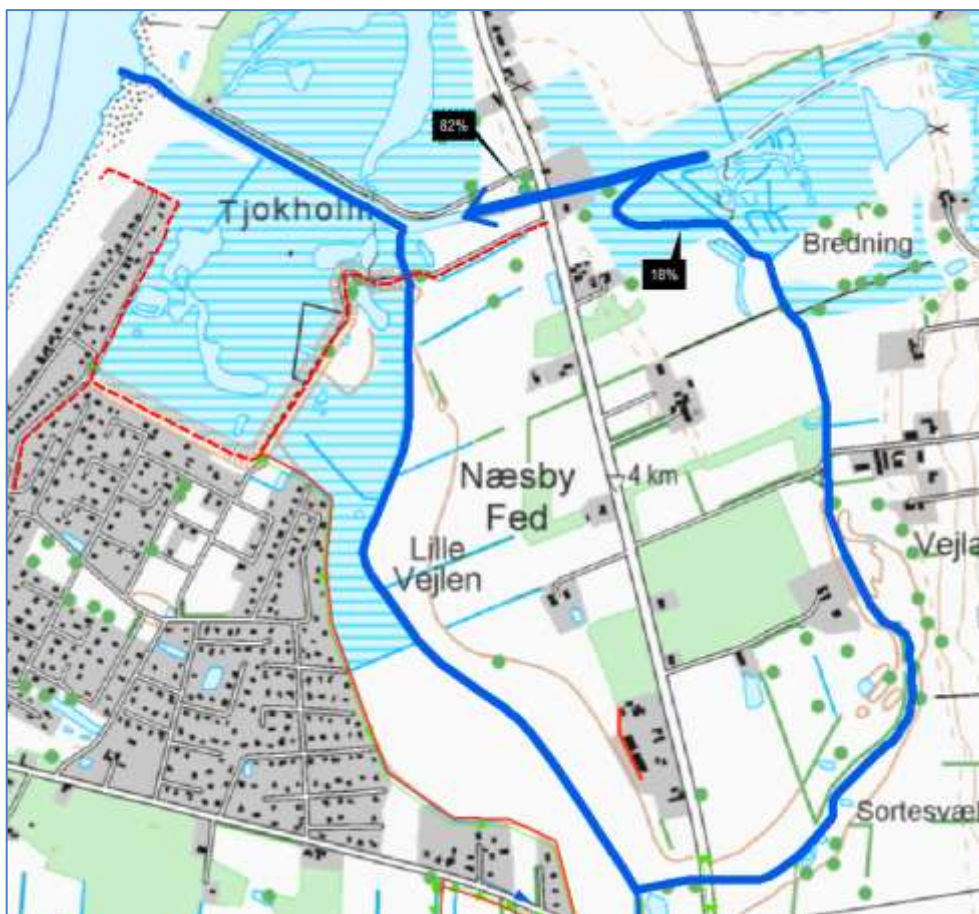 82%
Tjokholm
18%
Bredning
Næsby
Fed
4 km
Lille
Vejlen
Vejla
Sortesvæl